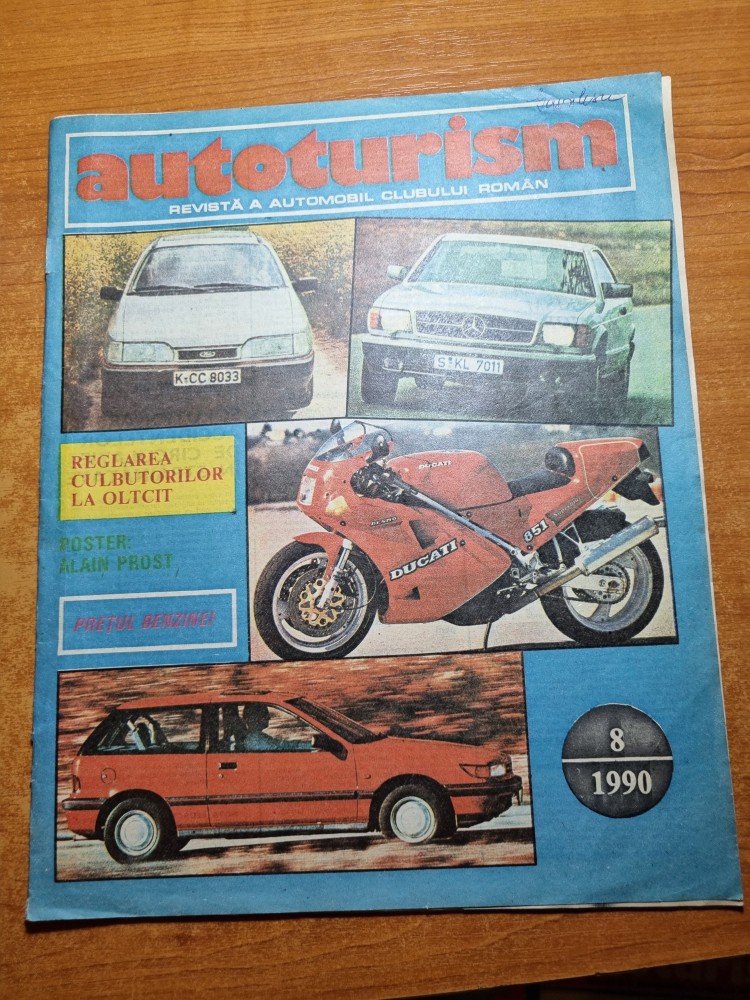 autoturism
REVISTĂ A AUTOMOBIL CLUBULUI ROMÂN
K·CC 8033
S·KL 7011
REGLAREA
CULBUTORILOR
LA OLTCIT
POSTER:
ALAIN PROST
PREȚUL BENZINEI
DUCATI
DESMO
DUCATI
851
8
1990